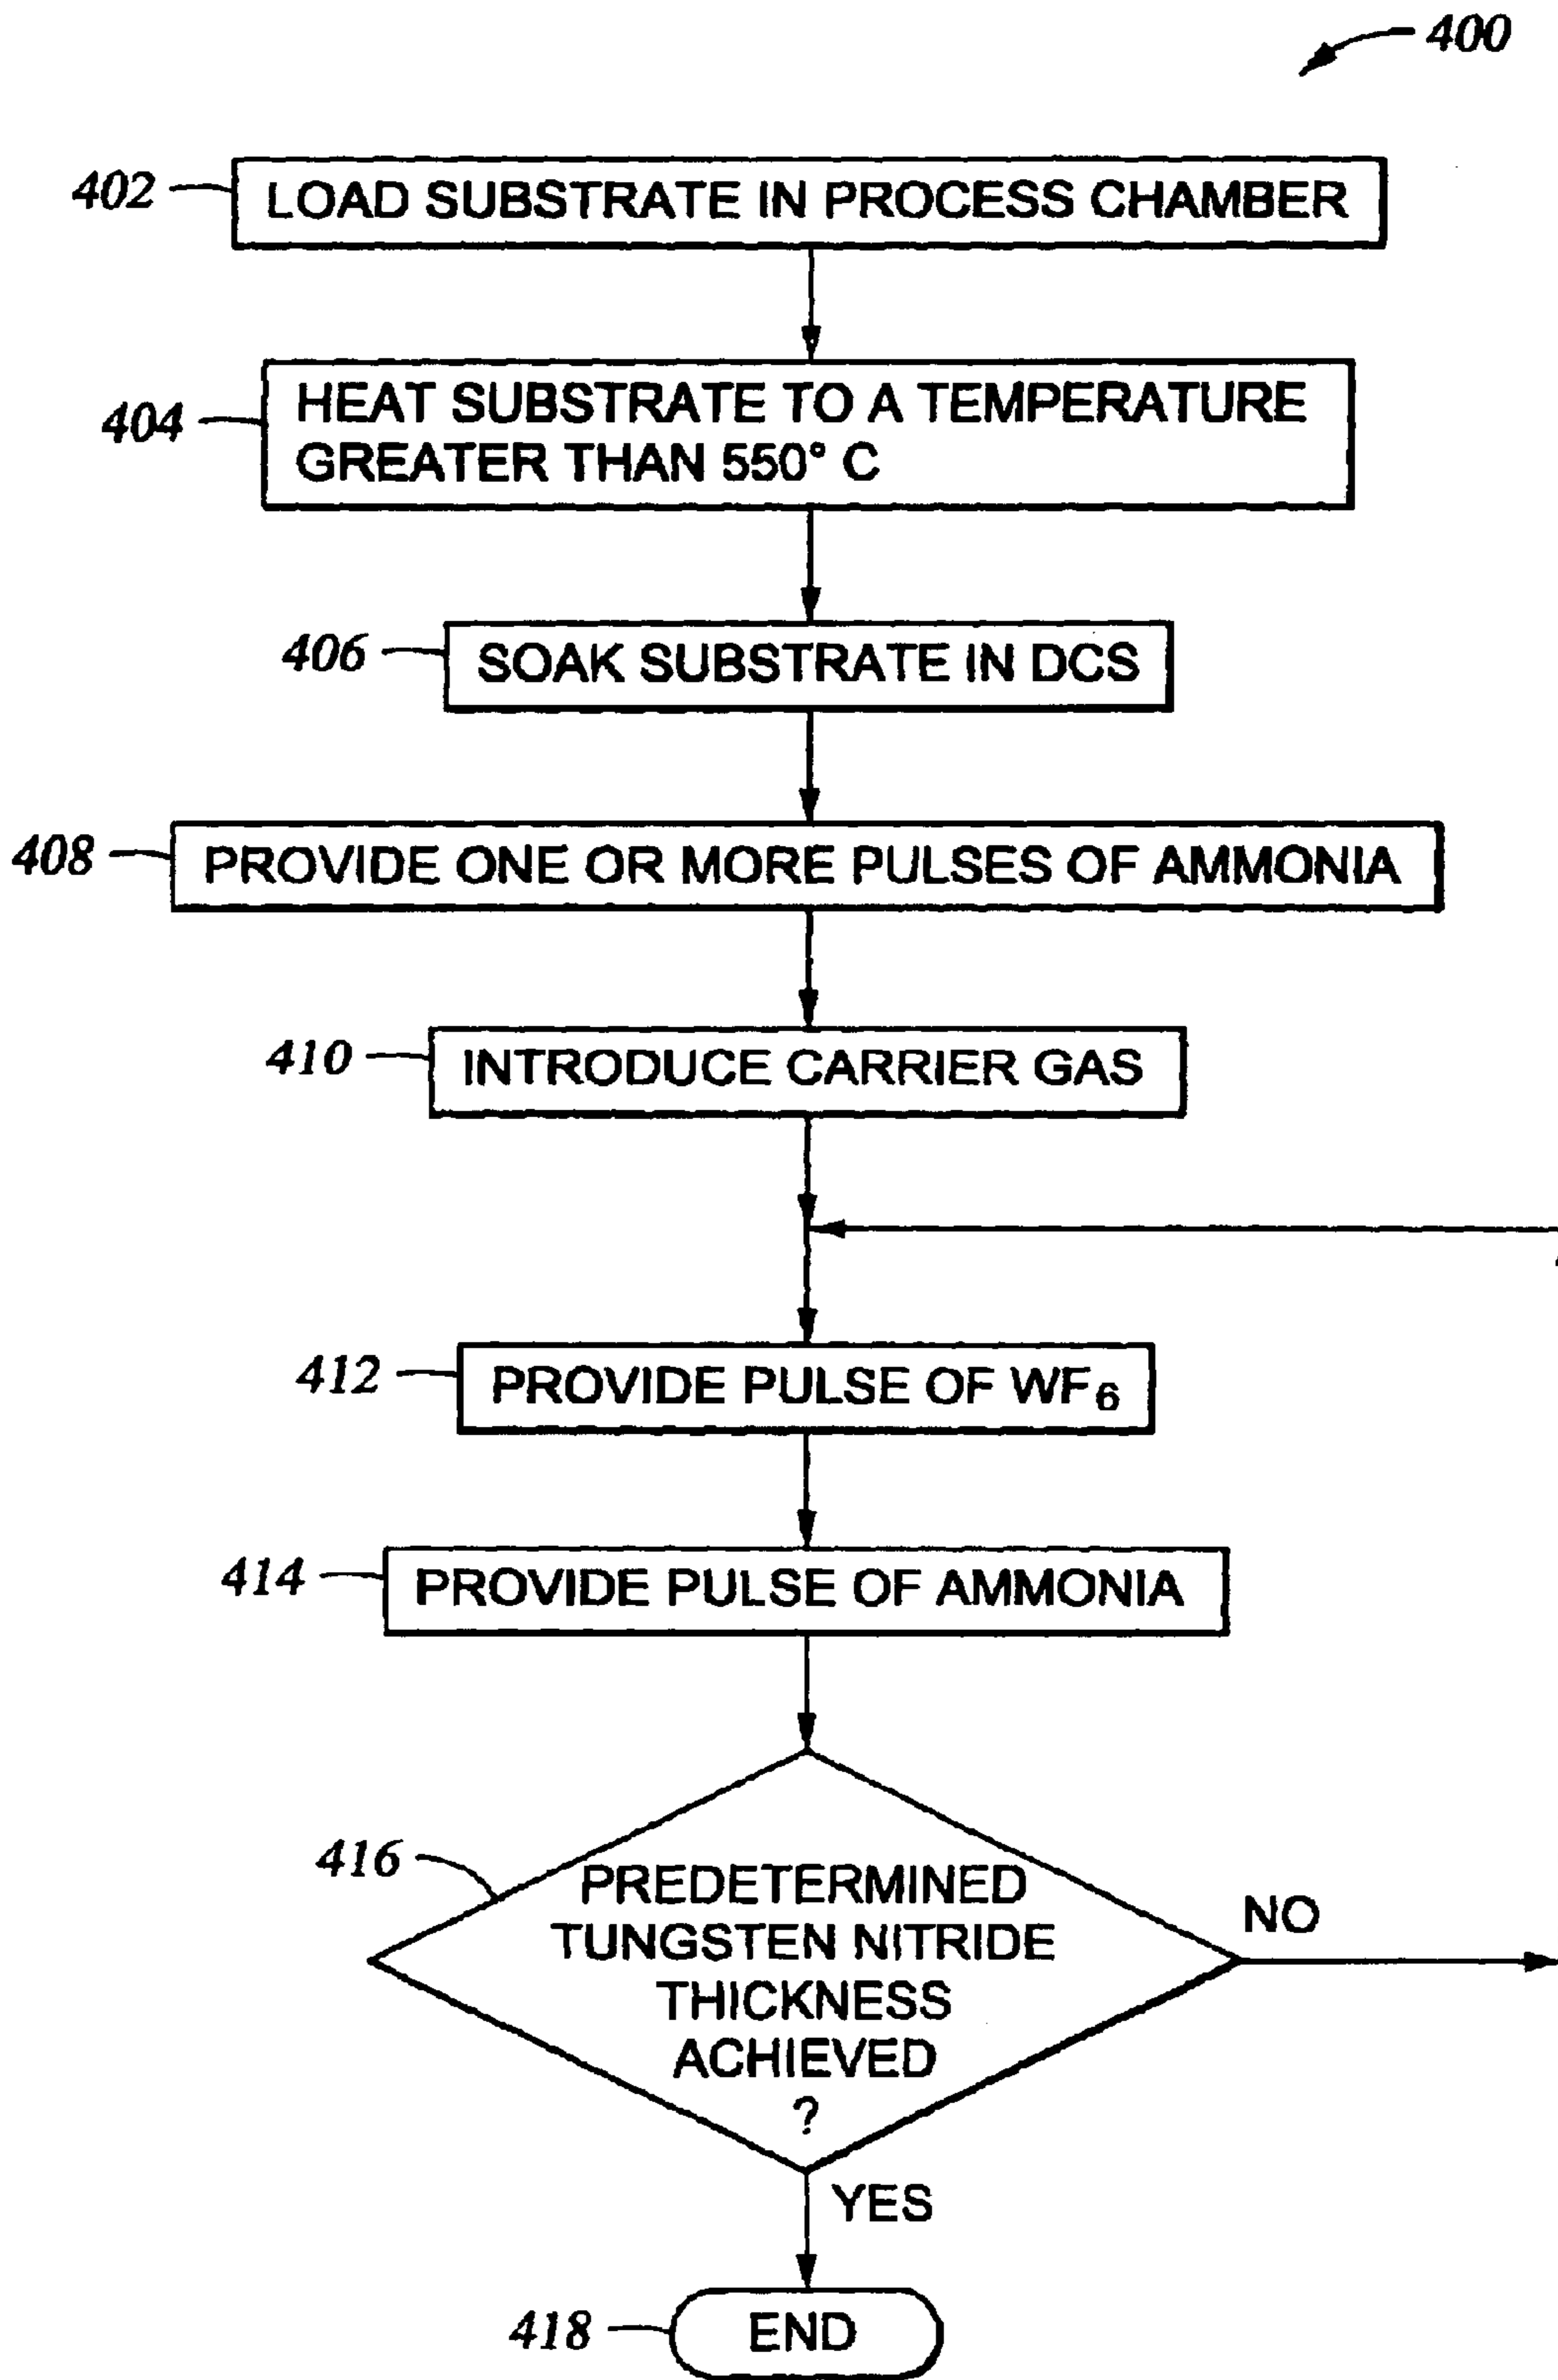 400
402
LOAD SUBSTRATE IN PROCESS CHAMBER
404
HEAT SUBSTRATE TO A TEMPERATURE
GREATER THAN 550° C
406
SOAK SUBSTRATE IN DCS
408
PROVIDE ONE OR MORE PULSES OF AMMONIA
410
INTRODUCE CARRIER GAS
412
PROVIDE PULSE OF WF₆
414
PROVIDE PULSE OF AMMONIA
416
PREDETERMINED
TUNGSTEN NITRIDE
THICKNESS
ACHIEVED
?
NO
YES
418
END